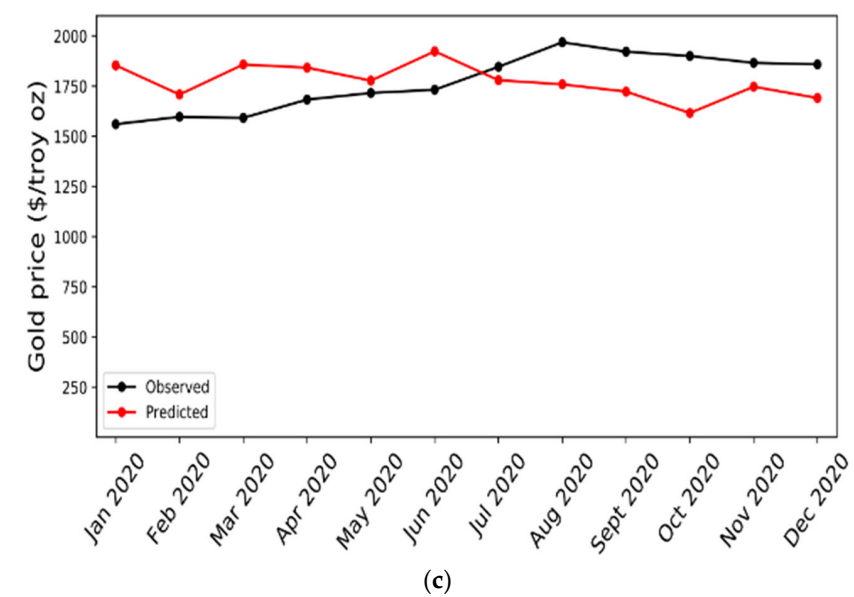 Gold price ($/troy oz)
2000
1750
1500
1250
1000
750
500
250
Observed
Predicted
Jan 2020
Feb 2020
Mar 2020
Apr 2020
May 2020
Jun 2020
Jul 2020
Aug 2020
Sept 2020
Oct 2020
Nov 2020
Dec 2020
(c)